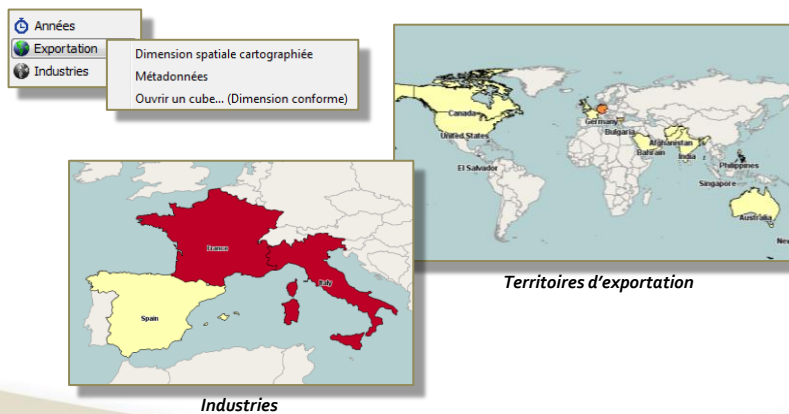 Années
Exportation
Industries
Dimension spatiale cartographiée
Métadonnées
Ouvrir un cube... (Dimension conforme)
Canada
United States
El Salvador
Germany
Bulgaria
Afghanistan
Bahrain
India
Philippines
Singapore
Australia
New
Territoires d'exportation
France
Italy
Spain
Industries